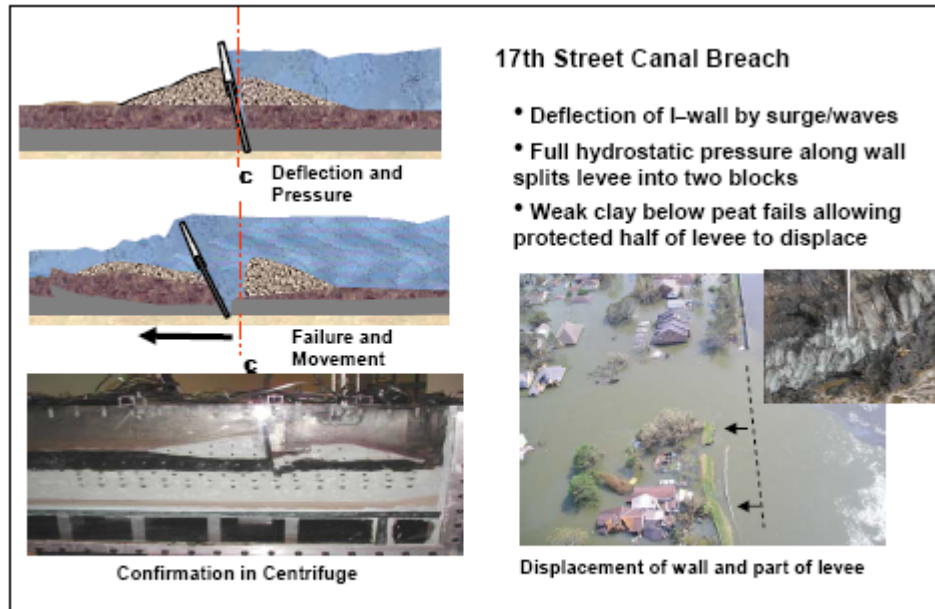 17th Street Canal Breach
• Deflection of I–wall by surge/waves
• Full hydrostatic pressure along wall
splits levee into two blocks
• Weak clay below peat fails allowing
protected half of levee to displace
c
Deflection and
Pressure
Failure and
Movement
c
Confirmation in Centrifuge
Displacement of wall and part of levee